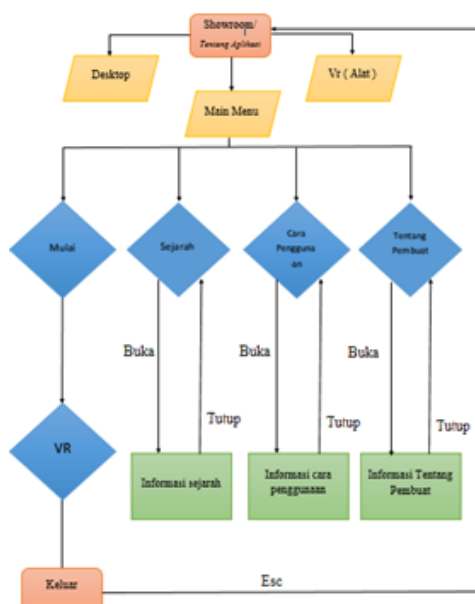 Showroom/
Tentang Aplikasi
Desktop
Vr ( Alat )
Main Menu
Mulai
Sejarah
Cara
Pengguna
-an
Tentang
Pembuat
Buka
Buka
Buka
Tutup
Tutup
Tutup
VR
Informasi sejarah
Informasi cara
penggunaan
Informasi Tentang
Pembuat
Keluar
Esc